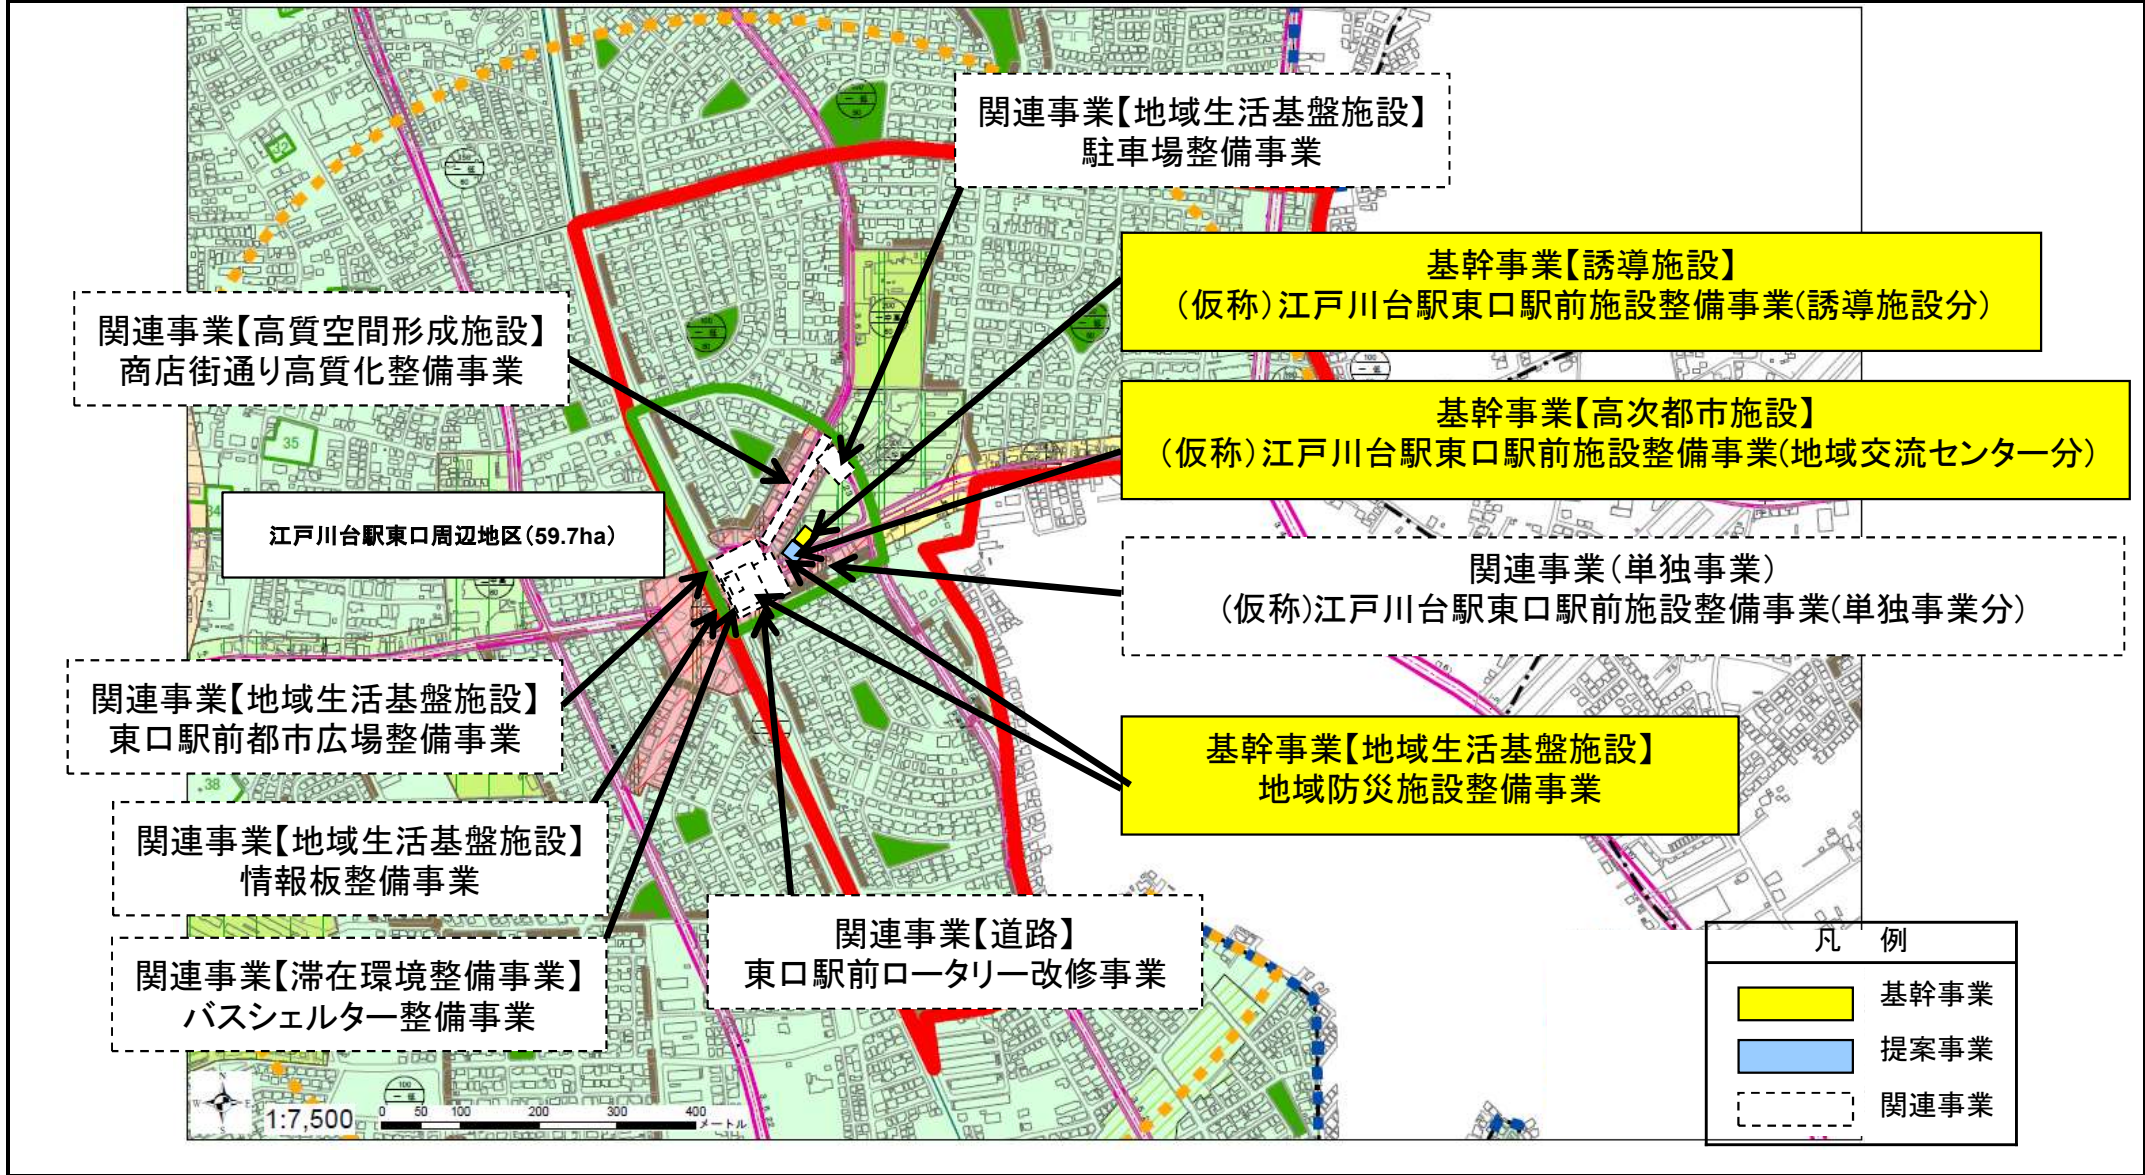 関連事業【地域生活基盤施設】
駐車場整備事業
基幹事業【誘導施設】
(仮称)江戸川台駅東口駅前施設整備事業(誘導施設分)
関連事業【高質空間形成施設】
商店街通り高質化整備事業
基幹事業【高次都市施設】
(仮称)江戸川台駅東口駅前施設整備事業(地域交流センター分)
江戸川台駅東口周辺地区(59.7ha)
関連事業(単独事業)
(仮称)江戸川台駅東口駅前施設整備事業(単独事業分)
関連事業【地域生活基盤施設】
東口駅前都市広場整備事業
基幹事業【地域生活基盤施設】
地域防災施設整備事業
関連事業【地域生活基盤施設】
情報板整備事業
関連事業【道路】
東口駅前ロータリー改修事業
関連事業【滞在環境整備事業】
バスシェルター整備事業
凡 例
基幹事業
提案事業
関連事業
32
35
34
38
N
W E
S
1:7,500
0 50 100 200 300 400
メートル